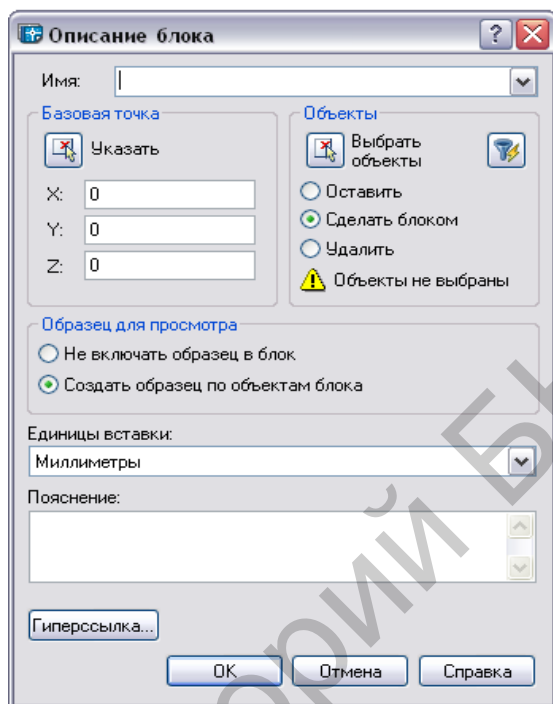 Описание блока
Имя:
Базовая точка
Указать
X: 0
Y: 0
Z: 0
Объекты
Выбрать
объекты
Оставить
Сделать блоком
Удалить
Объекты не выбраны
Образец для просмотра
Не включать образец в блок
Создать образец по объектам блока
Единицы вставки:
Миллиметры
Пояснение:
Гиперссылка...
OK Отмена Справка